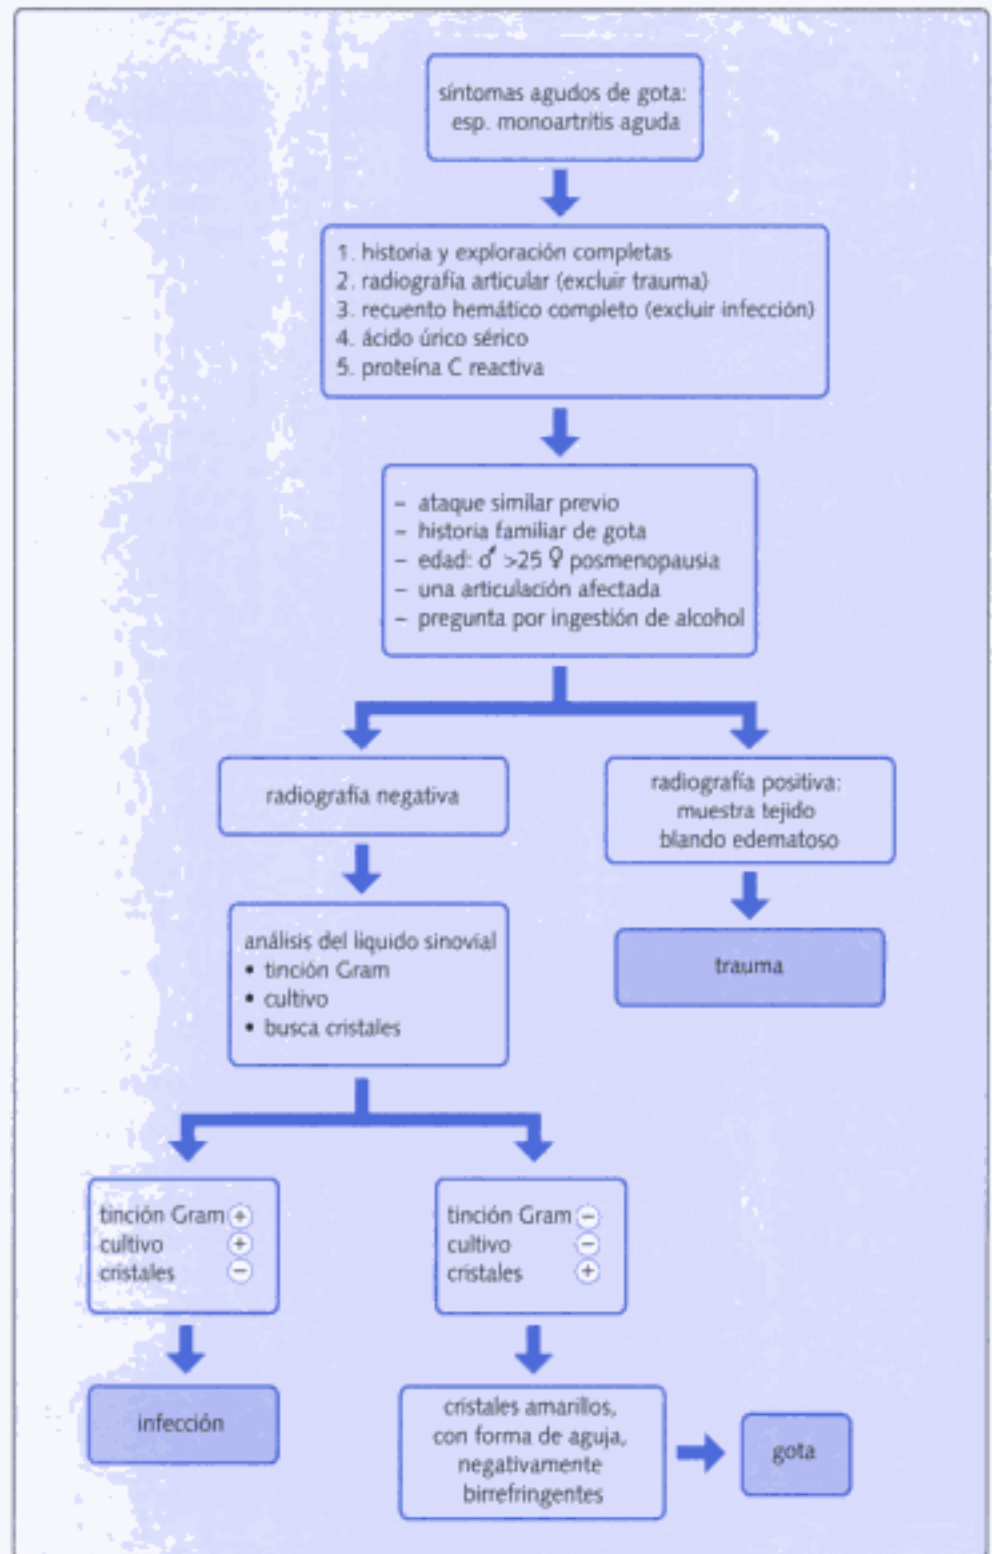 síntomas agudos de gota:
esp. monoartritis aguda
1. historia y exploración completas
2. radiografía articular (excluir trauma)
3. recuento hemático completo (excluir infección)
4. ácido úrico sérico
5. proteína C reactiva
– ataque similar previo
– historia familiar de gota
– edad: ♂ >25 ♀ posmenopausia
– una articulación afectada
– pregunta por ingestión de alcohol
radiografía negativa
radiografía positiva:
muestra tejido
blando edematoso
análisis del líquido sinovial
• tinción Gram
• cultivo
• busca cristales
trauma
tinción Gram +
cultivo +
cristales −
tinción Gram −
cultivo −
cristales +
infección
cristales amarillos,
con forma de aguja,
negativamente
birrefringentes
gota